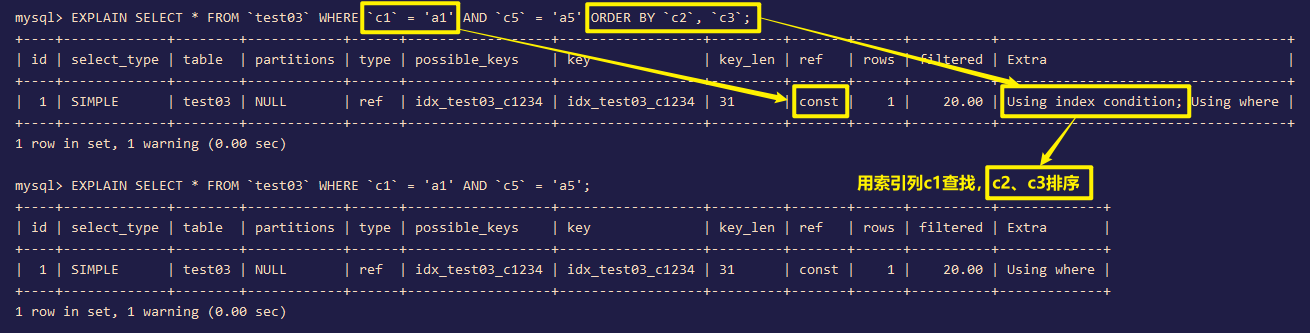 mysql> EXPLAIN SELECT * FROM `test03` WHERE `c1` = 'a1' AND `c5` = 'a5' ORDER BY `c2`, `c3`;
+----+-------------+--------+------------+------+----------------+----------------+---------+-------+------+----------+------------------------------------+
| id | select_type | table | partitions | type | possible_keys | key | key_len | ref | rows | filtered | Extra |
+----+-------------+--------+------------+------+----------------+----------------+---------+-------+------+----------+------------------------------------+
| 1 | SIMPLE | test03 | NULL | ref | idx_test03_c1234 | idx_test03_c1234 | 31 | const | 1 | 20.00 | Using index condition; Using where |
+----+-------------+--------+------------+------+----------------+----------------+---------+-------+------+----------+------------------------------------+
1 row in set, 1 warning (0.00 sec)
mysql> EXPLAIN SELECT * FROM `test03` WHERE `c1` = 'a1' AND `c5` = 'a5';
用索引列c1查找，c2、c3排序
+----+-------------+--------+------------+------+----------------+----------------+---------+-------+------+----------+-------------+
| id | select_type | table | partitions | type | possible_keys | key | key_len | ref | rows | filtered | Extra |
+----+-------------+--------+------------+------+----------------+----------------+---------+-------+------+----------+-------------+
| 1 | SIMPLE | test03 | NULL | ref | idx_test03_c1234 | idx_test03_c1234 | 31 | const | 1 | 20.00 | Using where |
+----+-------------+--------+------------+------+----------------+----------------+---------+-------+------+----------+-------------+
1 row in set, 1 warning (0.00 sec)